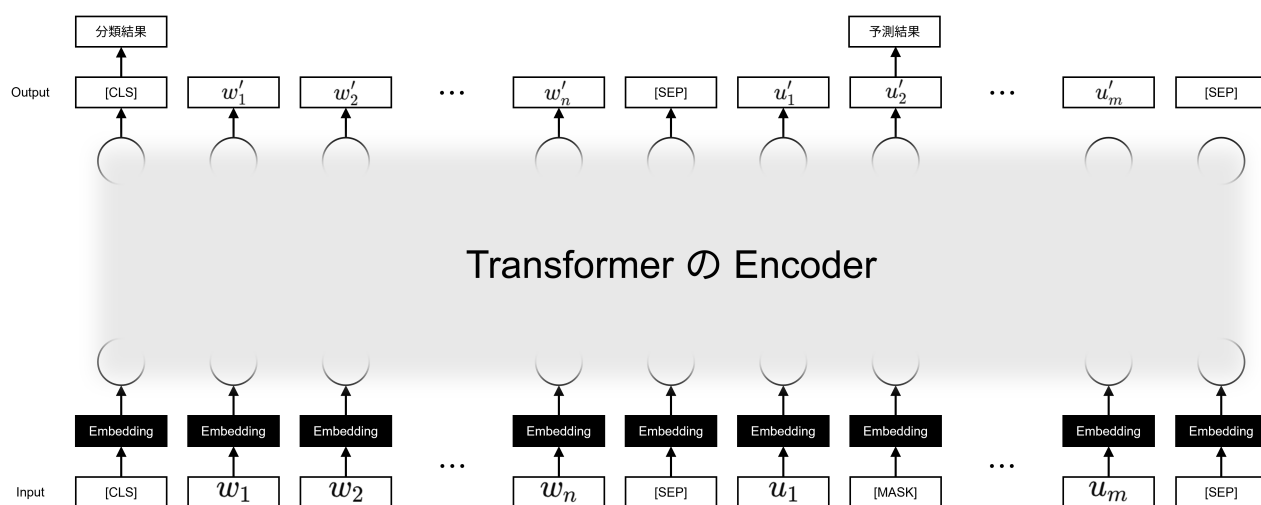 分類結果 予測結果
Output [CLS] w′₁ w′₂ ... w′ₙ [SEP] u′₁ u′₂ ... u′ₘ [SEP]
Transformer の Encoder
Embedding Embedding Embedding Embedding Embedding Embedding Embedding Embedding Embedding
... ...
Input [CLS] w₁ w₂ wₙ [SEP] u₁ [MASK] uₘ [SEP]